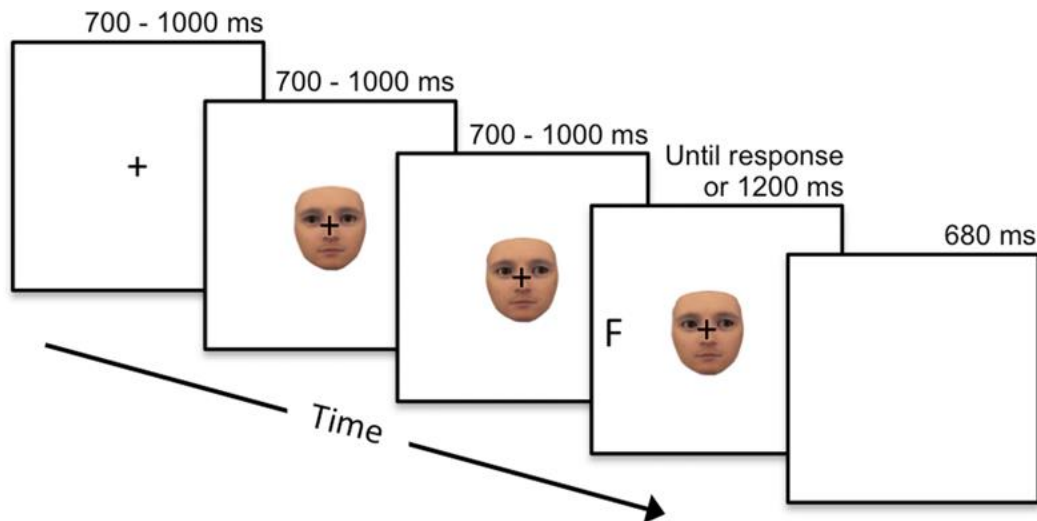 700 - 1000 ms
+
700 - 1000 ms
+
700 - 1000 ms
+
Until response
or 1200 ms
F
+
680 ms
Time